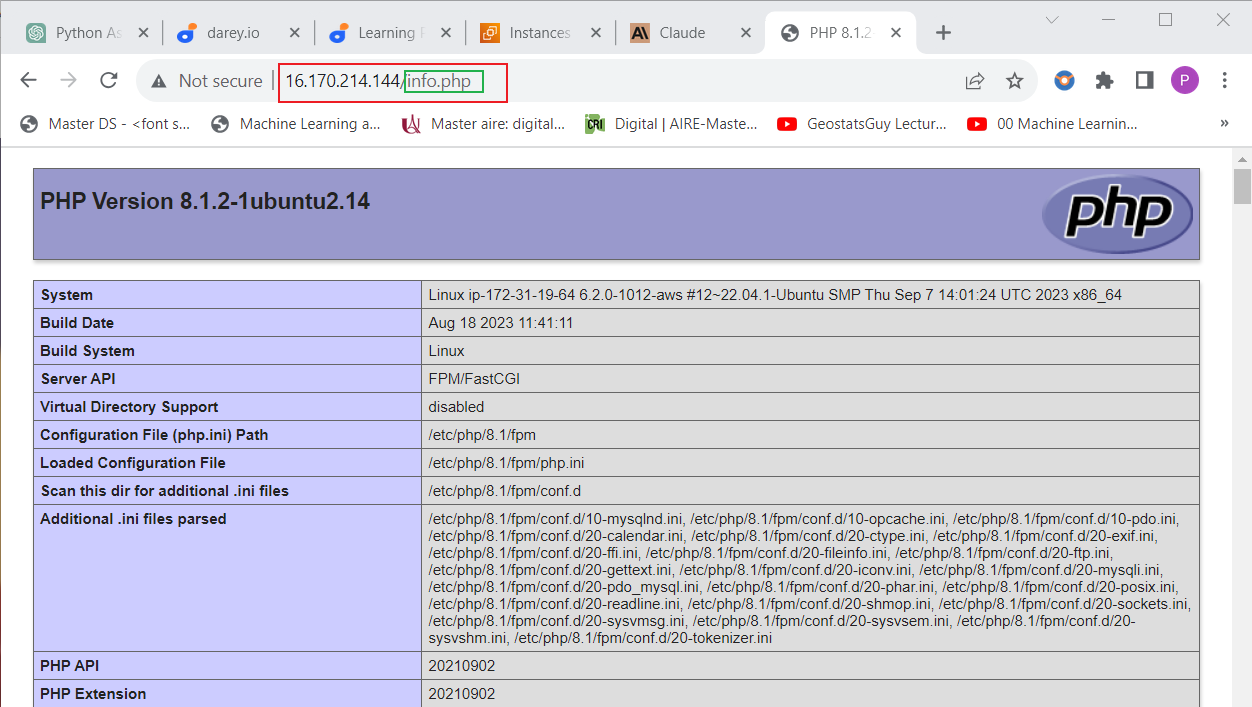 Python As
darey.io
Learning P
Instances
Claude
PHP 8.1.2
Not secure | 16.170.214.144/info.php
P
Master DS - <font s...
Machine Learning a...
Master aire: digital...
CRI
Digital | AIRE-Maste...
GeostatsGuy Lectur...
00 Machine Learnin...
»
PHP Version 8.1.2-1ubuntu2.14
php
System Linux ip-172-31-19-64 6.2.0-1012-aws #12~22.04.1-Ubuntu SMP Thu Sep 7 14:01:24 UTC 2023 x86_64
Build Date Aug 18 2023 11:41:11
Build System Linux
Server API FPM/FastCGI
Virtual Directory Support disabled
Configuration File (php.ini) Path /etc/php/8.1/fpm
Loaded Configuration File /etc/php/8.1/fpm/php.ini
Scan this dir for additional .ini files /etc/php/8.1/fpm/conf.d
Additional .ini files parsed /etc/php/8.1/fpm/conf.d/10-mysqlnd.ini, /etc/php/8.1/fpm/conf.d/10-opcache.ini, /etc/php/8.1/fpm/conf.d/10-pdo.ini,
/etc/php/8.1/fpm/conf.d/20-calendar.ini, /etc/php/8.1/fpm/conf.d/20-ctype.ini, /etc/php/8.1/fpm/conf.d/20-exif.ini,
/etc/php/8.1/fpm/conf.d/20-ffi.ini, /etc/php/8.1/fpm/conf.d/20-fileinfo.ini, /etc/php/8.1/fpm/conf.d/20-ftp.ini,
/etc/php/8.1/fpm/conf.d/20-gettext.ini, /etc/php/8.1/fpm/conf.d/20-iconv.ini, /etc/php/8.1/fpm/conf.d/20-mysqli.ini,
/etc/php/8.1/fpm/conf.d/20-pdo_mysql.ini, /etc/php/8.1/fpm/conf.d/20-phar.ini, /etc/php/8.1/fpm/conf.d/20-posix.ini,
/etc/php/8.1/fpm/conf.d/20-readline.ini, /etc/php/8.1/fpm/conf.d/20-shmop.ini, /etc/php/8.1/fpm/conf.d/20-sockets.ini,
/etc/php/8.1/fpm/conf.d/20-sysvmsg.ini, /etc/php/8.1/fpm/conf.d/20-sysvsem.ini, /etc/php/8.1/fpm/conf.d/20-
sysvshm.ini, /etc/php/8.1/fpm/conf.d/20-tokenizer.ini
PHP API 20210902
PHP Extension 20210902